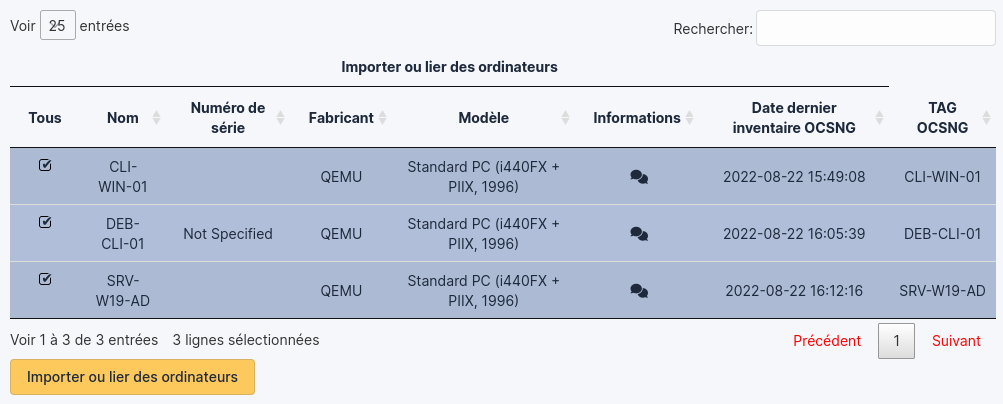 Voir 25 entrées
Rechercher:
Importer ou lier des ordinateurs
Tous Nom Numéro de série Fabricant Modèle Informations Date dernier inventaire OCSNG TAG OCSNG
CLI-WIN-01 QEMU Standard PC (i440FX + PIIX, 1996) 2022-08-22 15:49:08 CLI-WIN-01
DEB-CLI-01 Not Specified QEMU Standard PC (i440FX + PIIX, 1996) 2022-08-22 16:05:39 DEB-CLI-01
SRV-W19-AD QEMU Standard PC (i440FX + PIIX, 1996) 2022-08-22 16:12:16 SRV-W19-AD
Voir 1 à 3 de 3 entrées 3 lignes sélectionnées
Précédent 1 Suivant
Importer ou lier des ordinateurs